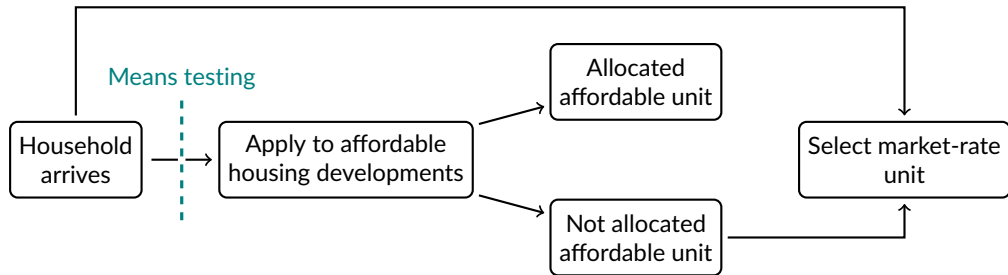 Means testing
Household
arrives
Apply to affordable
housing developments
Allocated
affordable unit
Not allocated
affordable unit
Select market-rate
unit